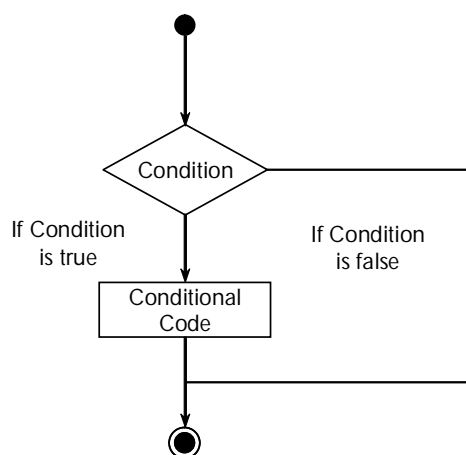 Condition
If Condition
is true
If Condition
is false
Conditional
Code